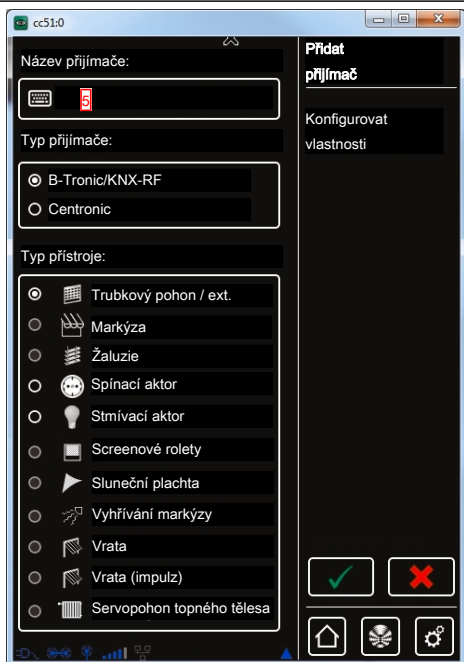 cc51:0
Název přijímače:
5
Typ přijímače:
B-Tronic/KNX-RF
Centronic
Typ přístroje:
Trubkový pohon / ext.
Markýza
Žaluzie
Spínací aktor
Stmívací aktor
Screenové rolety
Sluneční plachta
Vyhřívání markýzy
Vrata
Vrata (impulz)
Servopohon topného tělesa
Přidat
přijímač
Konfigurovat
vlastnosti